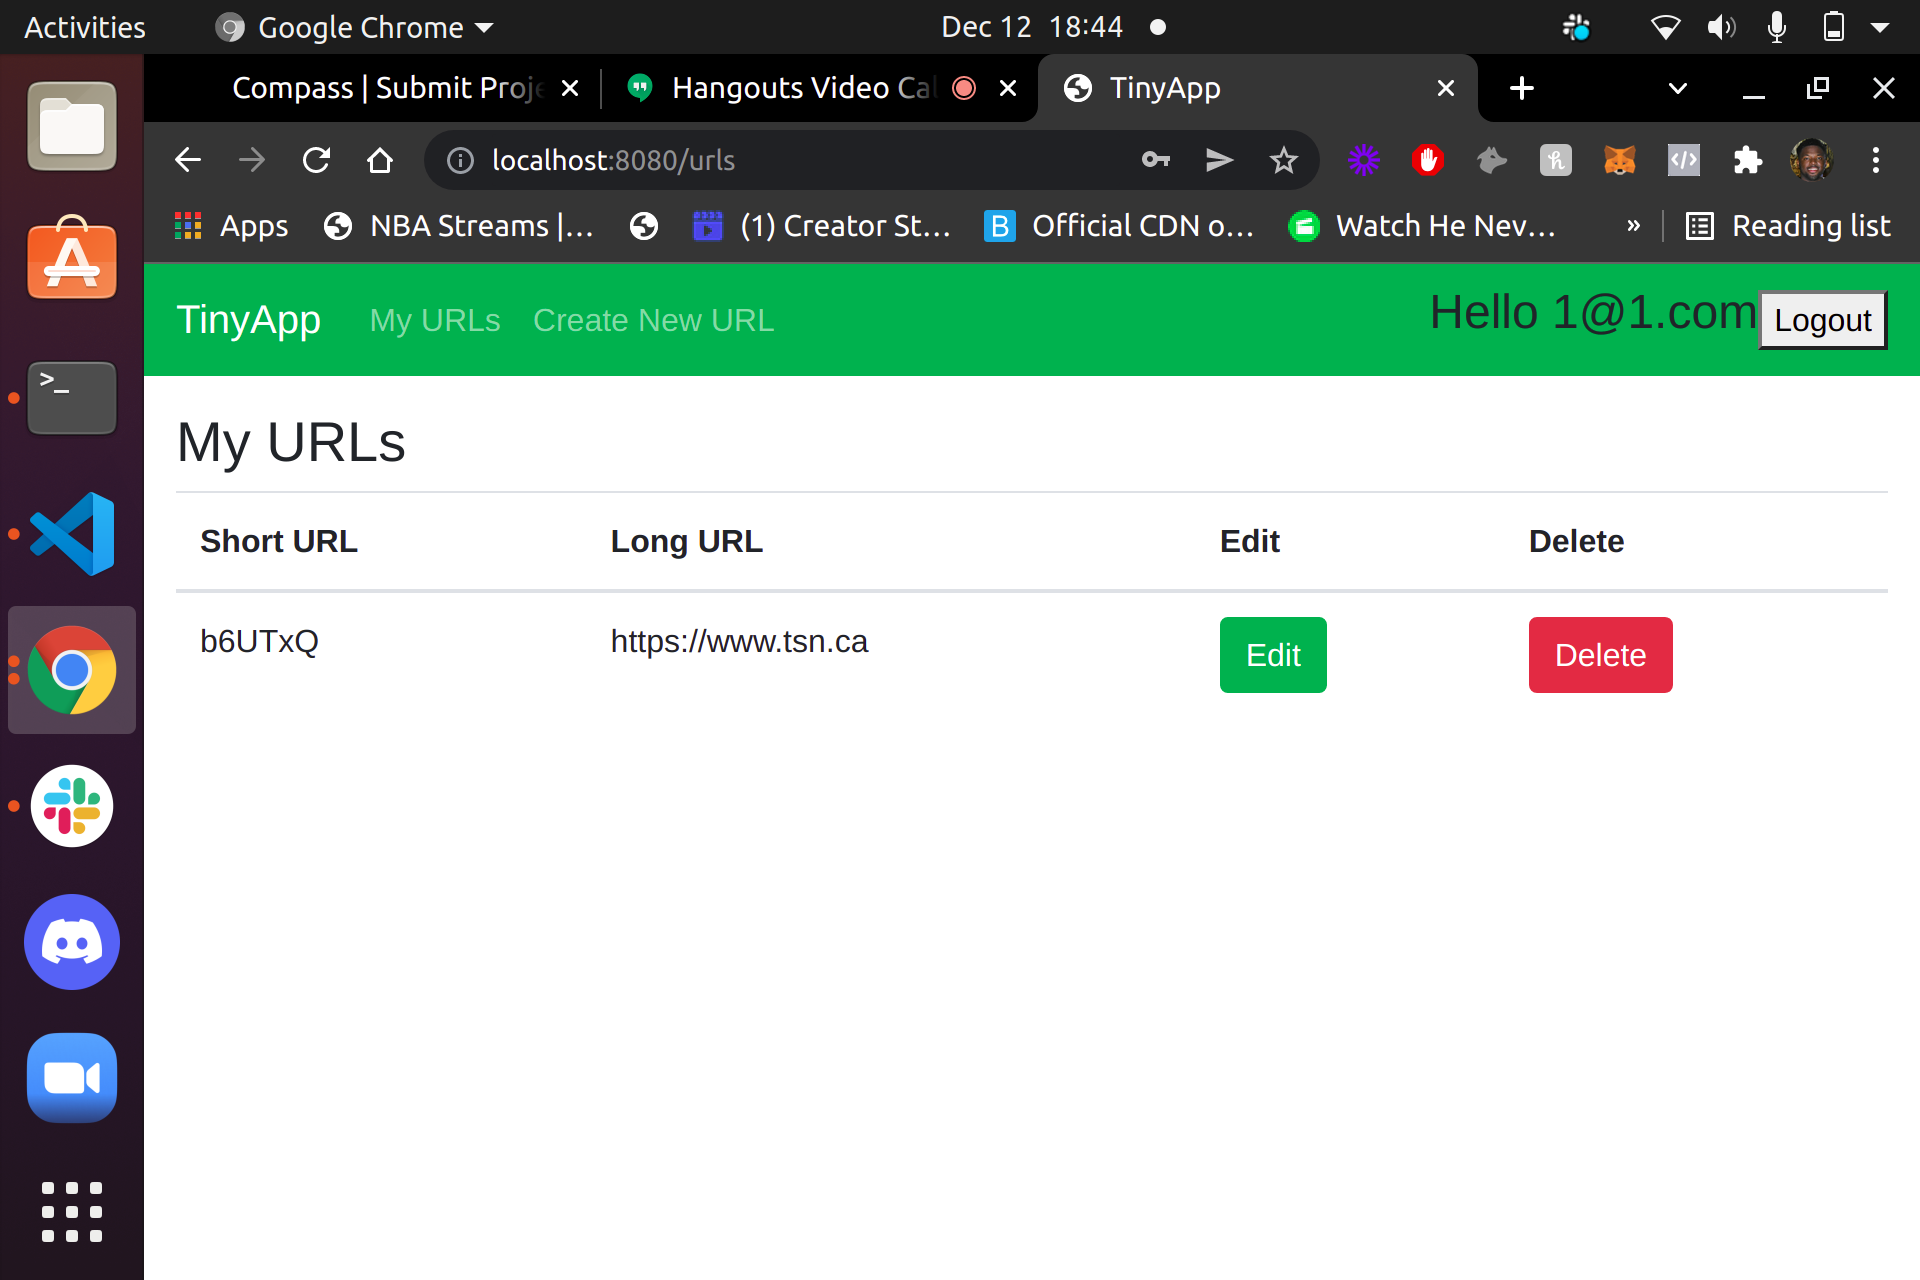 Activities Google Chrome Dec 12 18:44
Compass | Submit Proje Hangouts Video Cal TinyApp
localhost:8080/urls
Apps NBA Streams |... (1) Creator St... B Official CDN o... Watch He Nev... » Reading list
TinyApp My URLs Create New URL Hello 1@1.com Logout
My URLs
Short URL Long URL Edit Delete
b6UTxQ https://www.tsn.ca Edit Delete